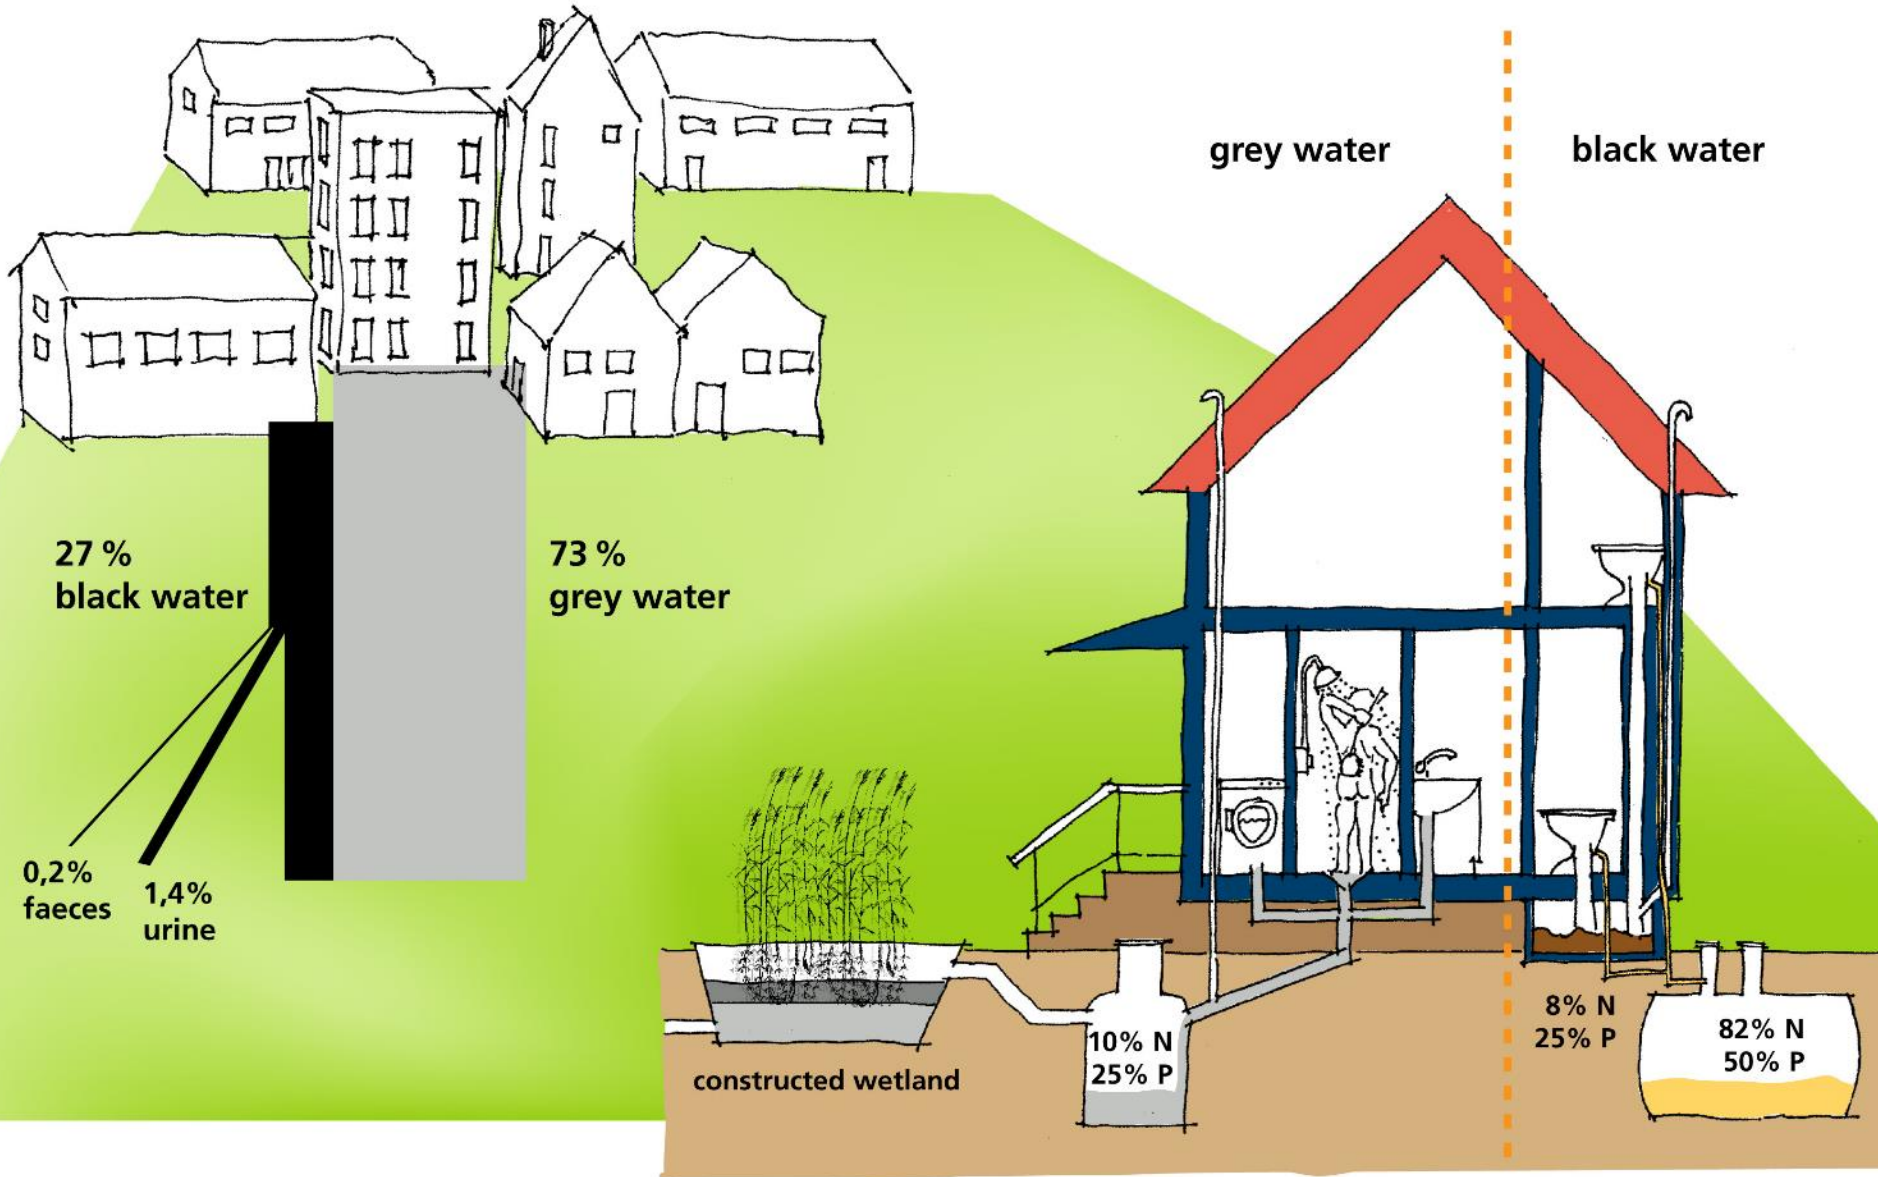 grey water
black water
27 %
black water
73 %
grey water
0,2%
faeces
1,4%
urine
constructed wetland
10% N
25% P
8% N
25% P
82% N
50% P